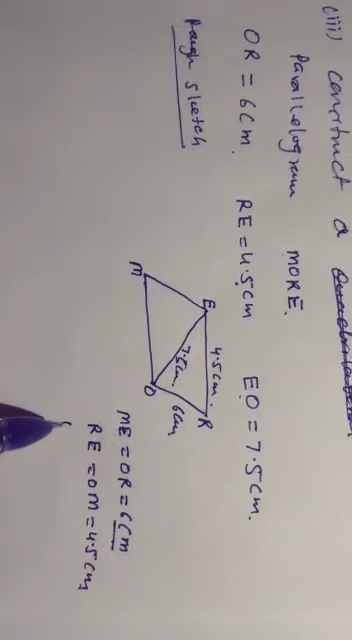 (iii) Construct a
Parallelogram MORE.
OR = 6cm RE = 4.5cm EO = 7.5cm.
Rough sketch
M
E
4.5cm
R
7.5cm
6cm
O
ME = OR = 6cm
RE = OM = 4.5cm